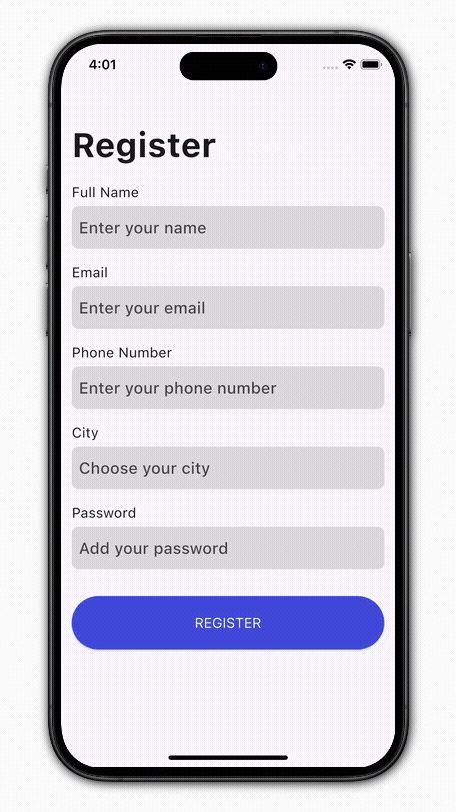 4:01
Register
Full Name
Enter your name
Email
Enter your email
Phone Number
Enter your phone number
City
Choose your city
Password
Add your password
REGISTER